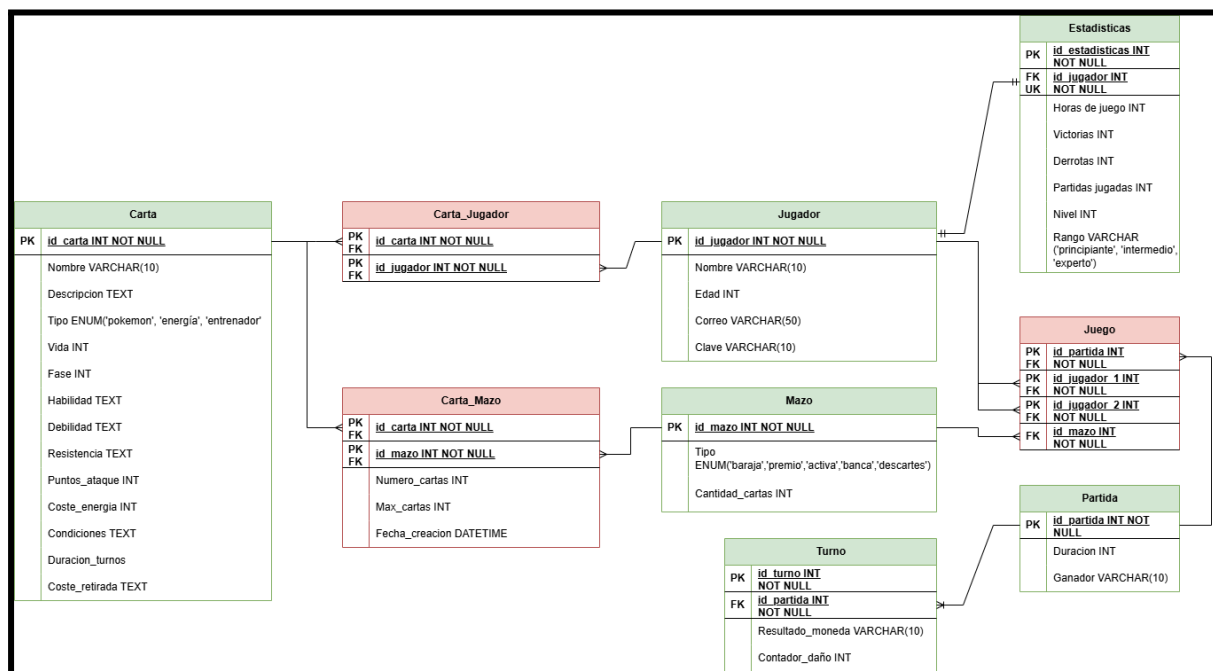 Estadisticas
PK id_estadisticas INT
NOT NULL
FK id_jugador INT
UK NOT NULL
Horas de juego INT
Victorias INT
Derrotas INT
Partidas jugadas INT
Nivel INT
Rango VARCHAR
('principiante', 'intermedio',
'experto')
Carta
PK id_carta INT NOT NULL
Nombre VARCHAR(10)
Descripcion TEXT
Tipo ENUM('pokemon', 'energía', 'entrenador'
Vida INT
Fase INT
Habilidad TEXT
Debilidad TEXT
Resistencia TEXT
Puntos_ataque INT
Coste_energia INT
Condiciones TEXT
Duracion_turnos
Coste_retirada TEXT
Carta_Jugador
PK
FK id_carta INT NOT NULL
PK
FK id_jugador INT NOT NULL
Jugador
PK id_jugador INT NOT NULL
Nombre VARCHAR(10)
Edad INT
Correo VARCHAR(50)
Clave VARCHAR(10)
Carta_Mazo
PK
FK id_carta INT NOT NULL
PK
FK id_mazo INT NOT NULL
Numero_cartas INT
Max_cartas INT
Fecha_creacion DATETIME
Mazo
PK id_mazo INT NOT NULL
Tipo
ENUM('baraja','premio','activa','banca','descartes')
Cantidad_cartas INT
Juego
PK id_partida INT
FK NOT NULL
PK id_jugador_1 INT
FK NOT NULL
PK id_jugador_2 INT
FK NOT NULL
FK id_mazo INT
NOT NULL
Partida
PK id_partida INT NOT
NULL
Duracion INT
Ganador VARCHAR(10)
Turno
PK id_turno INT
NOT NULL
FK id_partida INT
NOT NULL
Resultado_moneda VARCHAR(10)
Contador_daño INT